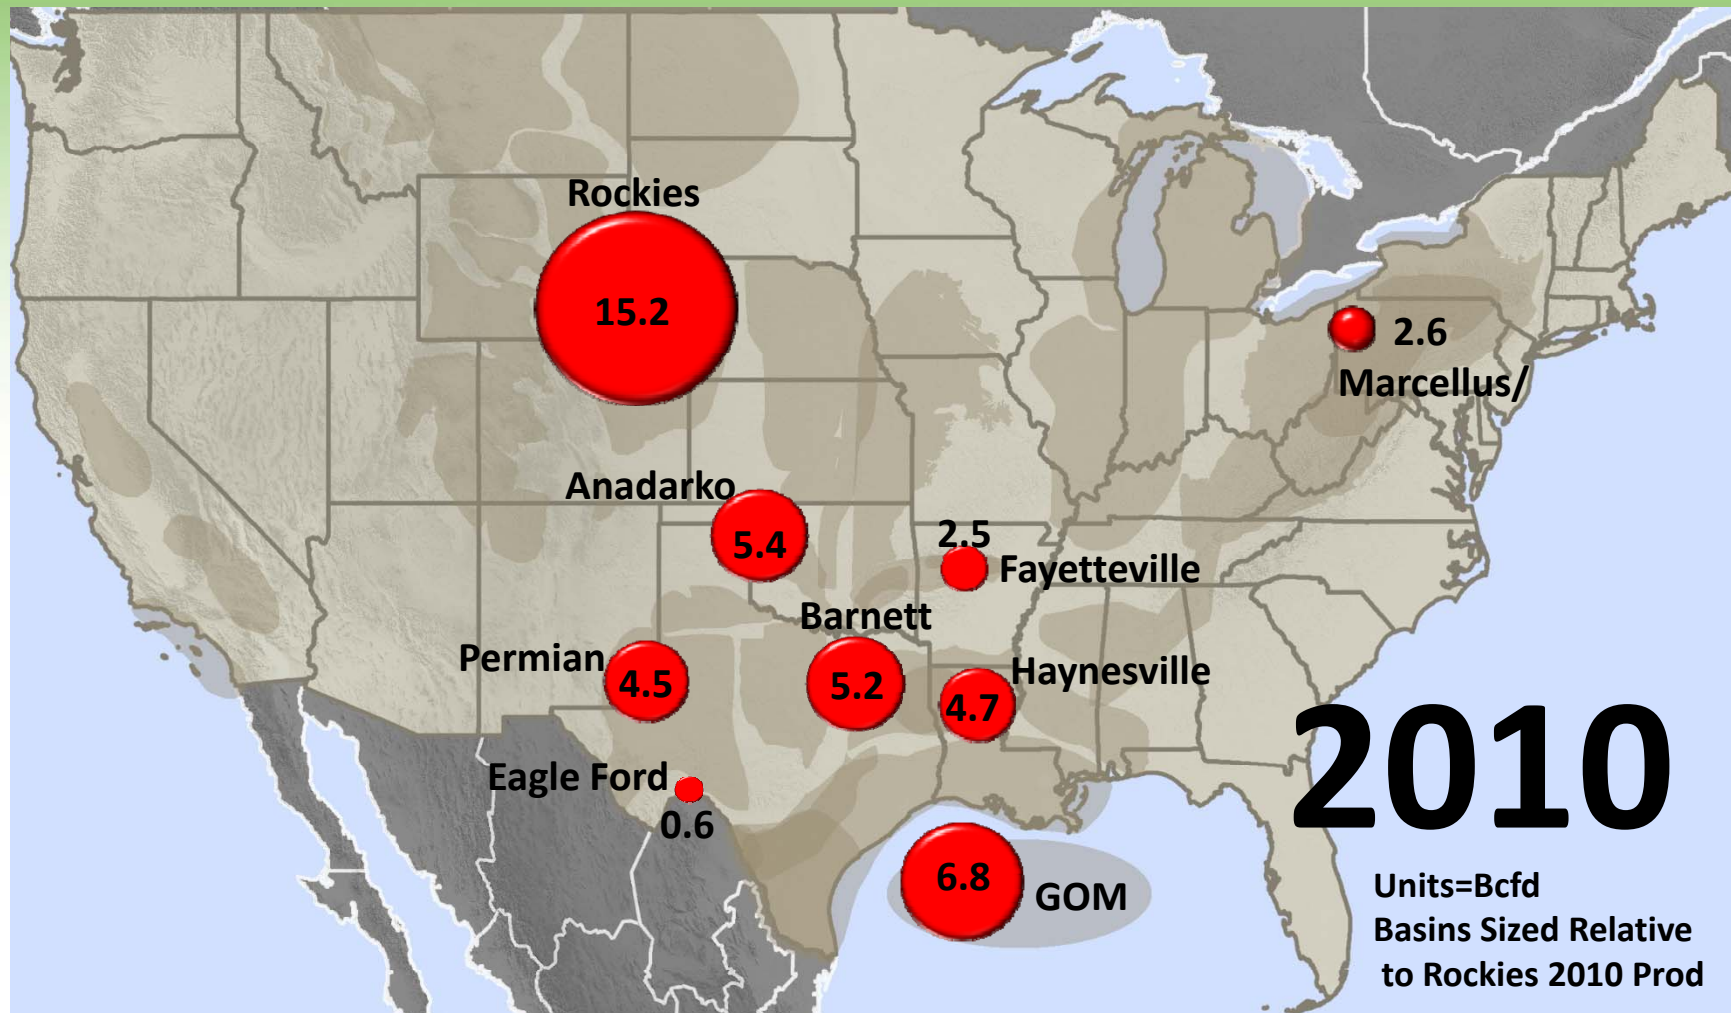 Rockies
15.2
2.6
Marcellus/
Anadarko
5.4
2.5
Fayetteville
Barnett
Permian
4.5
5.2
Haynesville
4.7
2010
Eagle Ford
0.6
6.8
GOM
Units=Bcfd
Basins Sized Relative
to Rockies 2010 Prod